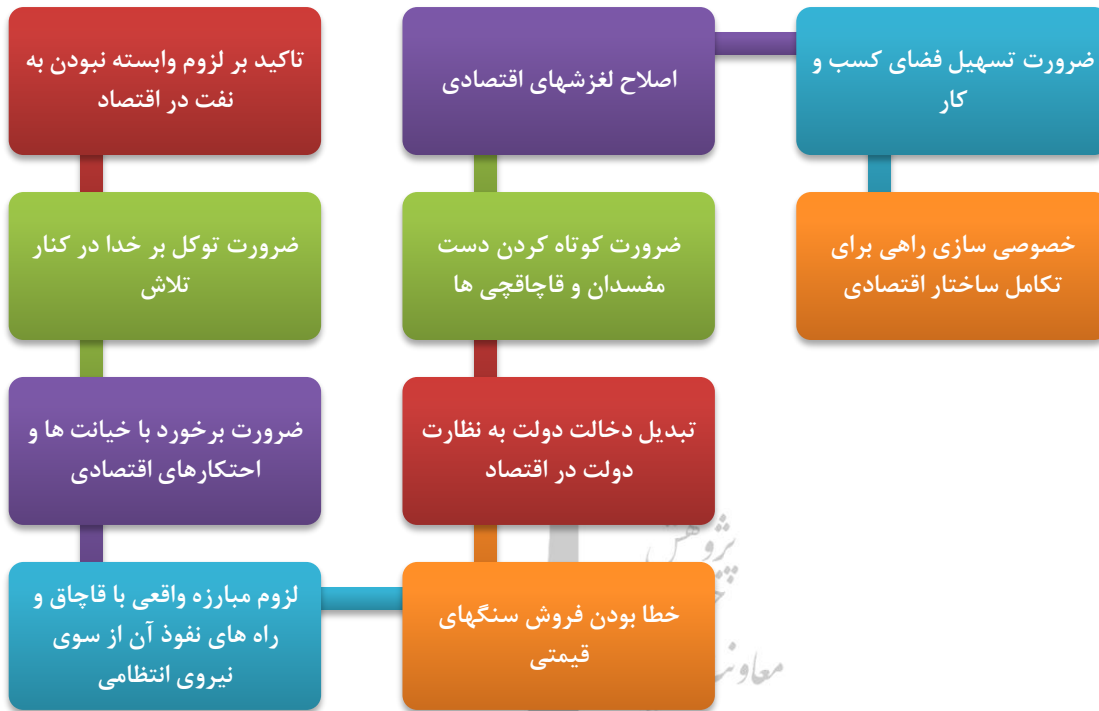 تاکید بر لزوم وابسته نبودن به
نفت در اقتصاد
ضرورت توکل بر خدا در کنار
تلاش
ضرورت برخورد با خیانت ها و
احتکارهای اقتصادی
لزوم مبارزه واقعی با قاچاق و
راه های نفوذ آن از سوی
نیروی انتظامی
خطا بودن فروش سنگهای
قیمتی
تبدیل دخالت دولت به نظارت
دولت در اقتصاد
ضرورت کوتاه کردن دست
مفسدان و قاچاقچی ها
اصلاح لغزشهای اقتصادی
ضرورت تسهیل فضای کسب و
کار
خصوصی سازی راهی برای
تکامل ساختار اقتصادی
پژوهش